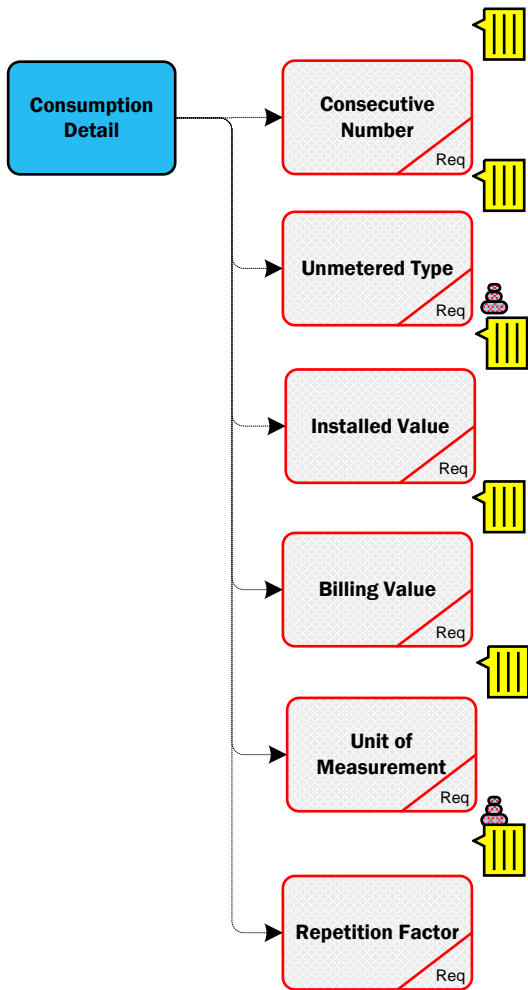 Consumption
Detail
Consecutive
Number
Req
Unmetered Type
Req
Installed Value
Req
Billing Value
Req
Unit of
Measurement
Req
Repetition Factor
Req